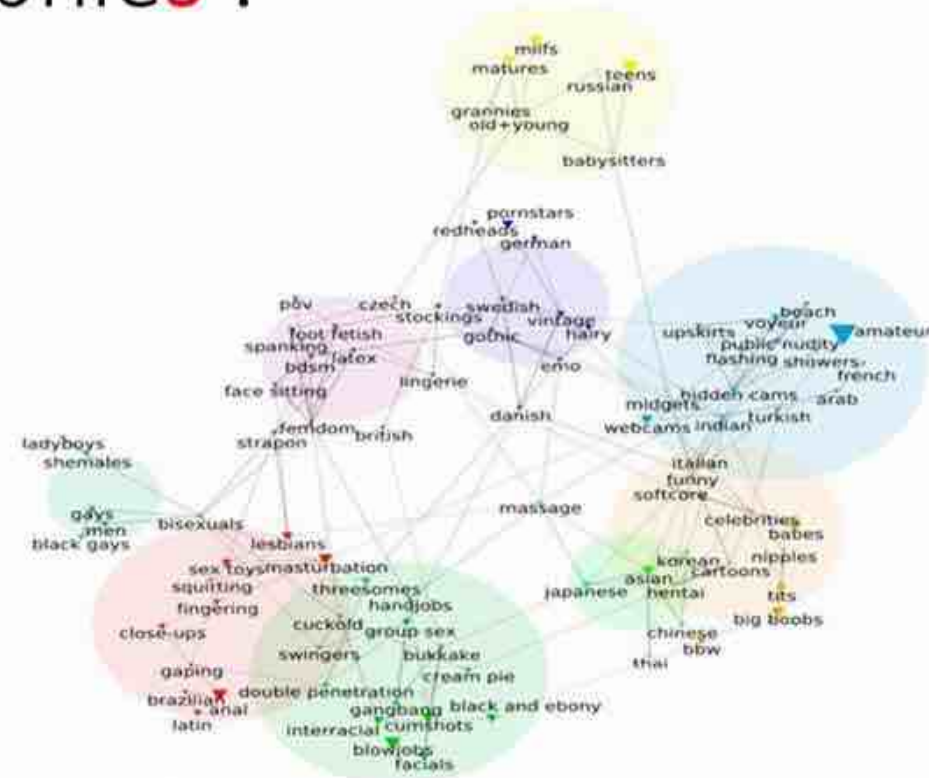 milfs
matures
teens
russian
grannies
old+young
babysitters
pornstars
redheads
german
pov
czech
stockings
swedish
vintage
hairy
gothic
foot fetish
spanking
latex
bdsm
emo
face sitting
lingerie
beach
voyeur
amateur
upskirts
public nudity
flashing
showers
french
hidden cams
arab
midgets
turkish
webcams
indian
danish
femdom
strapon
british
ladyboys
shemales
italian
funny
softcore
massage
gays
men
bisexuals
black gays
celebrities
babes
lesbians
sex toys
masturbation
korean
nipples
asian
cartoons
squirting
threesomes
japanese
hentai
tits
fingering
handjobs
cuckold
group sex
big boobs
close-ups
chinese
swingers
bukkake
bbw
thai
gaping
cream pie
double penetration
brazilian
anal
gangbang
black and ebony
latin
interracial
cumshots
blowjobs
facials